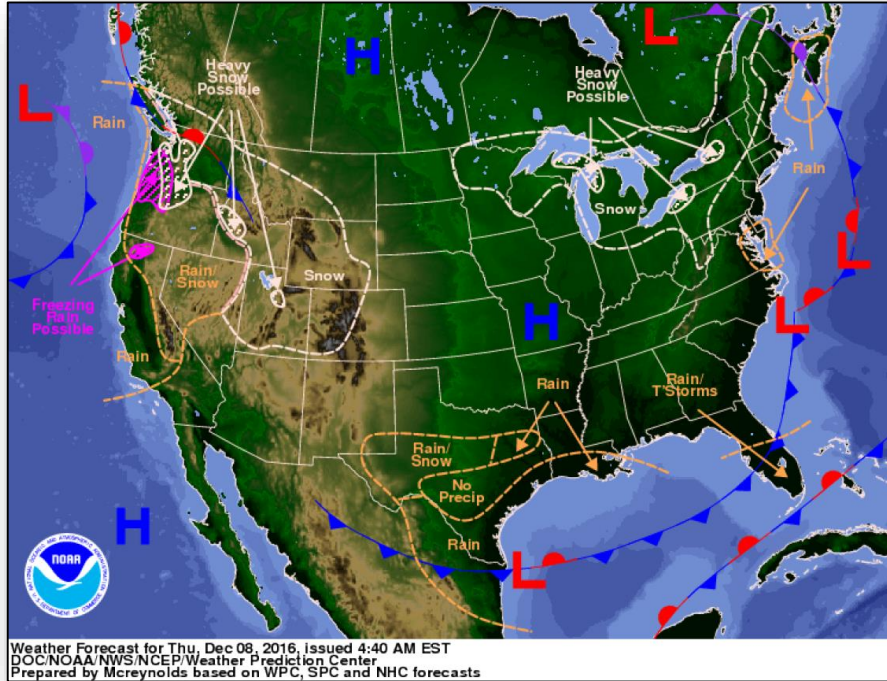 Heavy
Snow
Possible
H
Heavy
Snow
Possible
L
L
L
Rain
Rain
Snow
Rain/
Snow
Snow
L
Freezing
Rain
Possible
H
L
Rain
Rain
Rain/
T'Storms
Rain/
Snow
No
Precip
H
Rain
L
NOAA
Weather Forecast for Thu, Dec 08, 2016, issued 4:40 AM EST
DOC/NOAA/NWS/NCEP/Weather Prediction Center
Prepared by Mcreynolds based on WPC, SPC and NHC forecasts